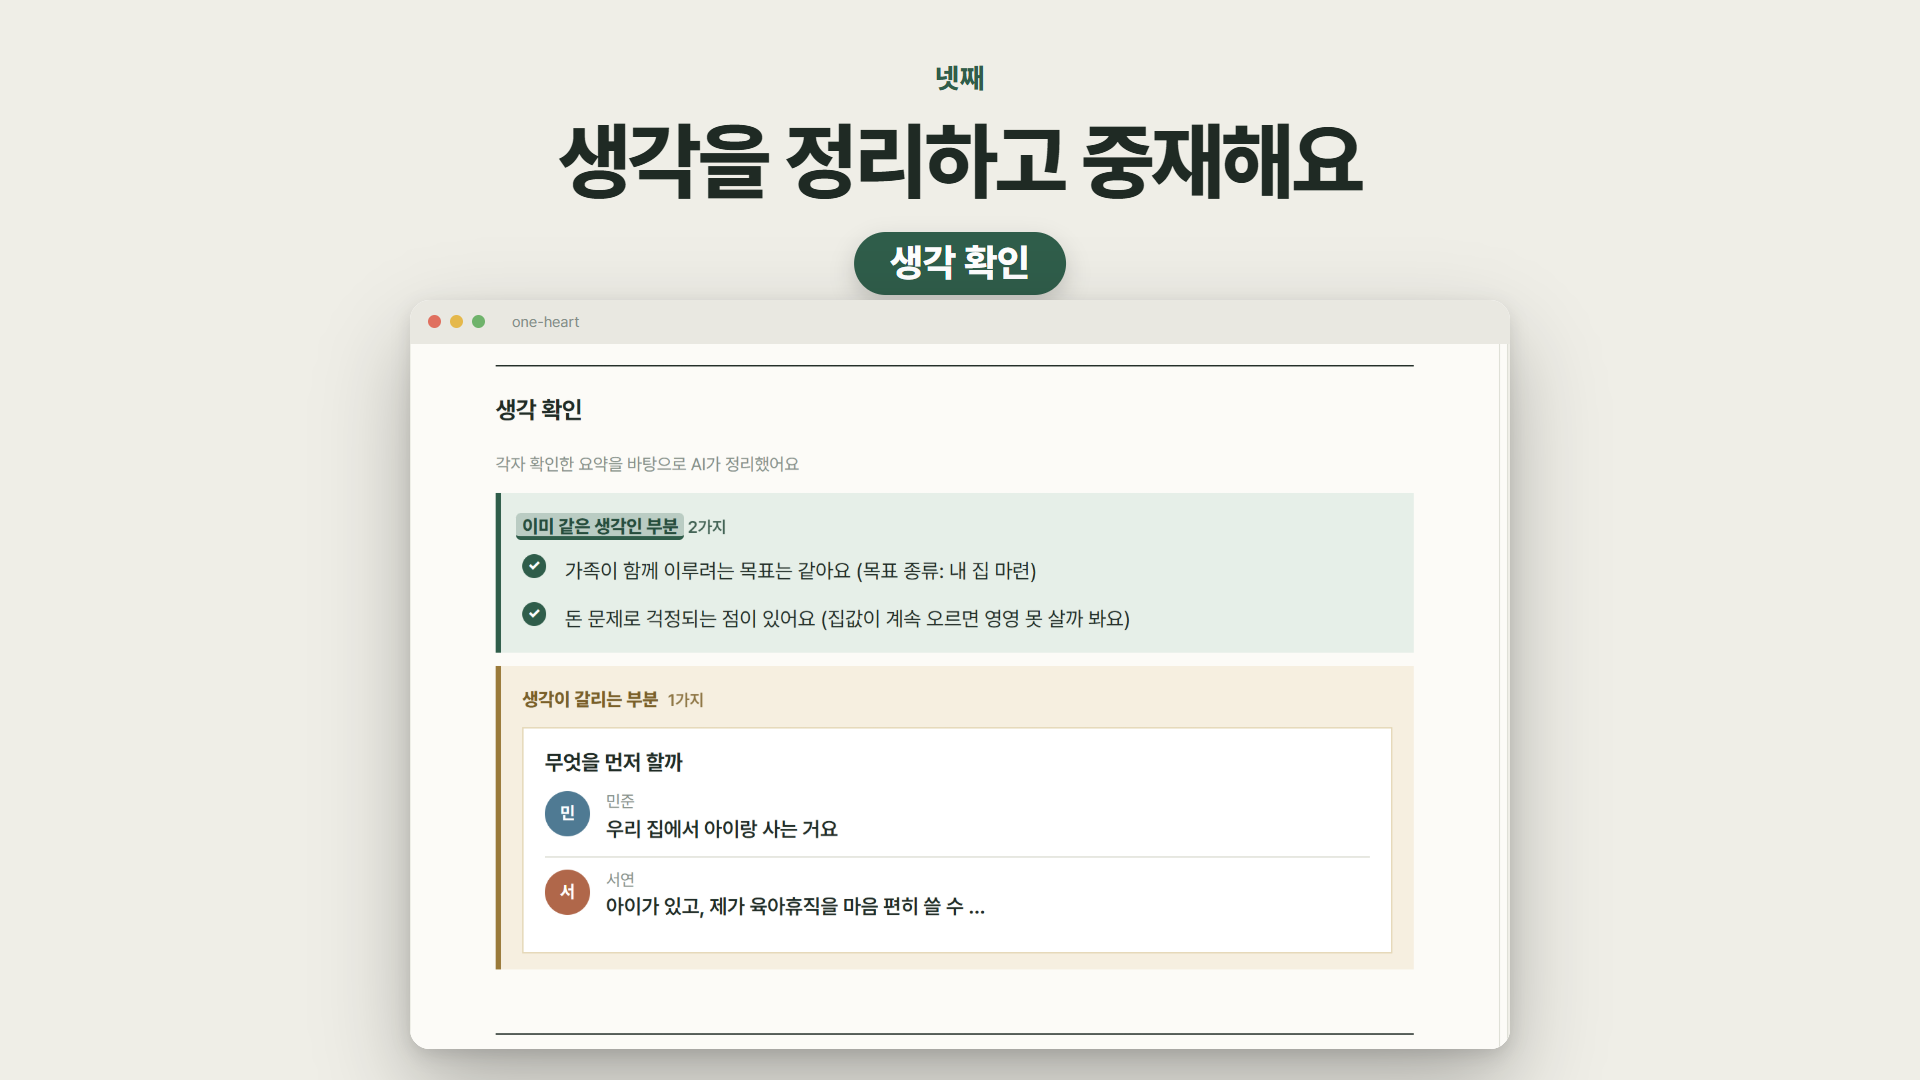 넷째
생각을 정리하고 중재해요
생각 확인
one-heart
생각 확인
각자 확인한 요약을 바탕으로 AI가 정리했어요
이미 같은 생각인 부분 2가지
가족이 함께 이루려는 목표는 같아요 (목표 종류: 내 집 마련)
돈 문제로 걱정되는 점이 있어요 (집값이 계속 오르면 영영 못 살까 봐요)
생각이 갈리는 부분 1가지
무엇을 먼저 할까
민
민준
우리 집에서 아이랑 사는 거요
서
서연
아이가 있고, 제가 육아휴직을 마음 편히 쓸 수 ...